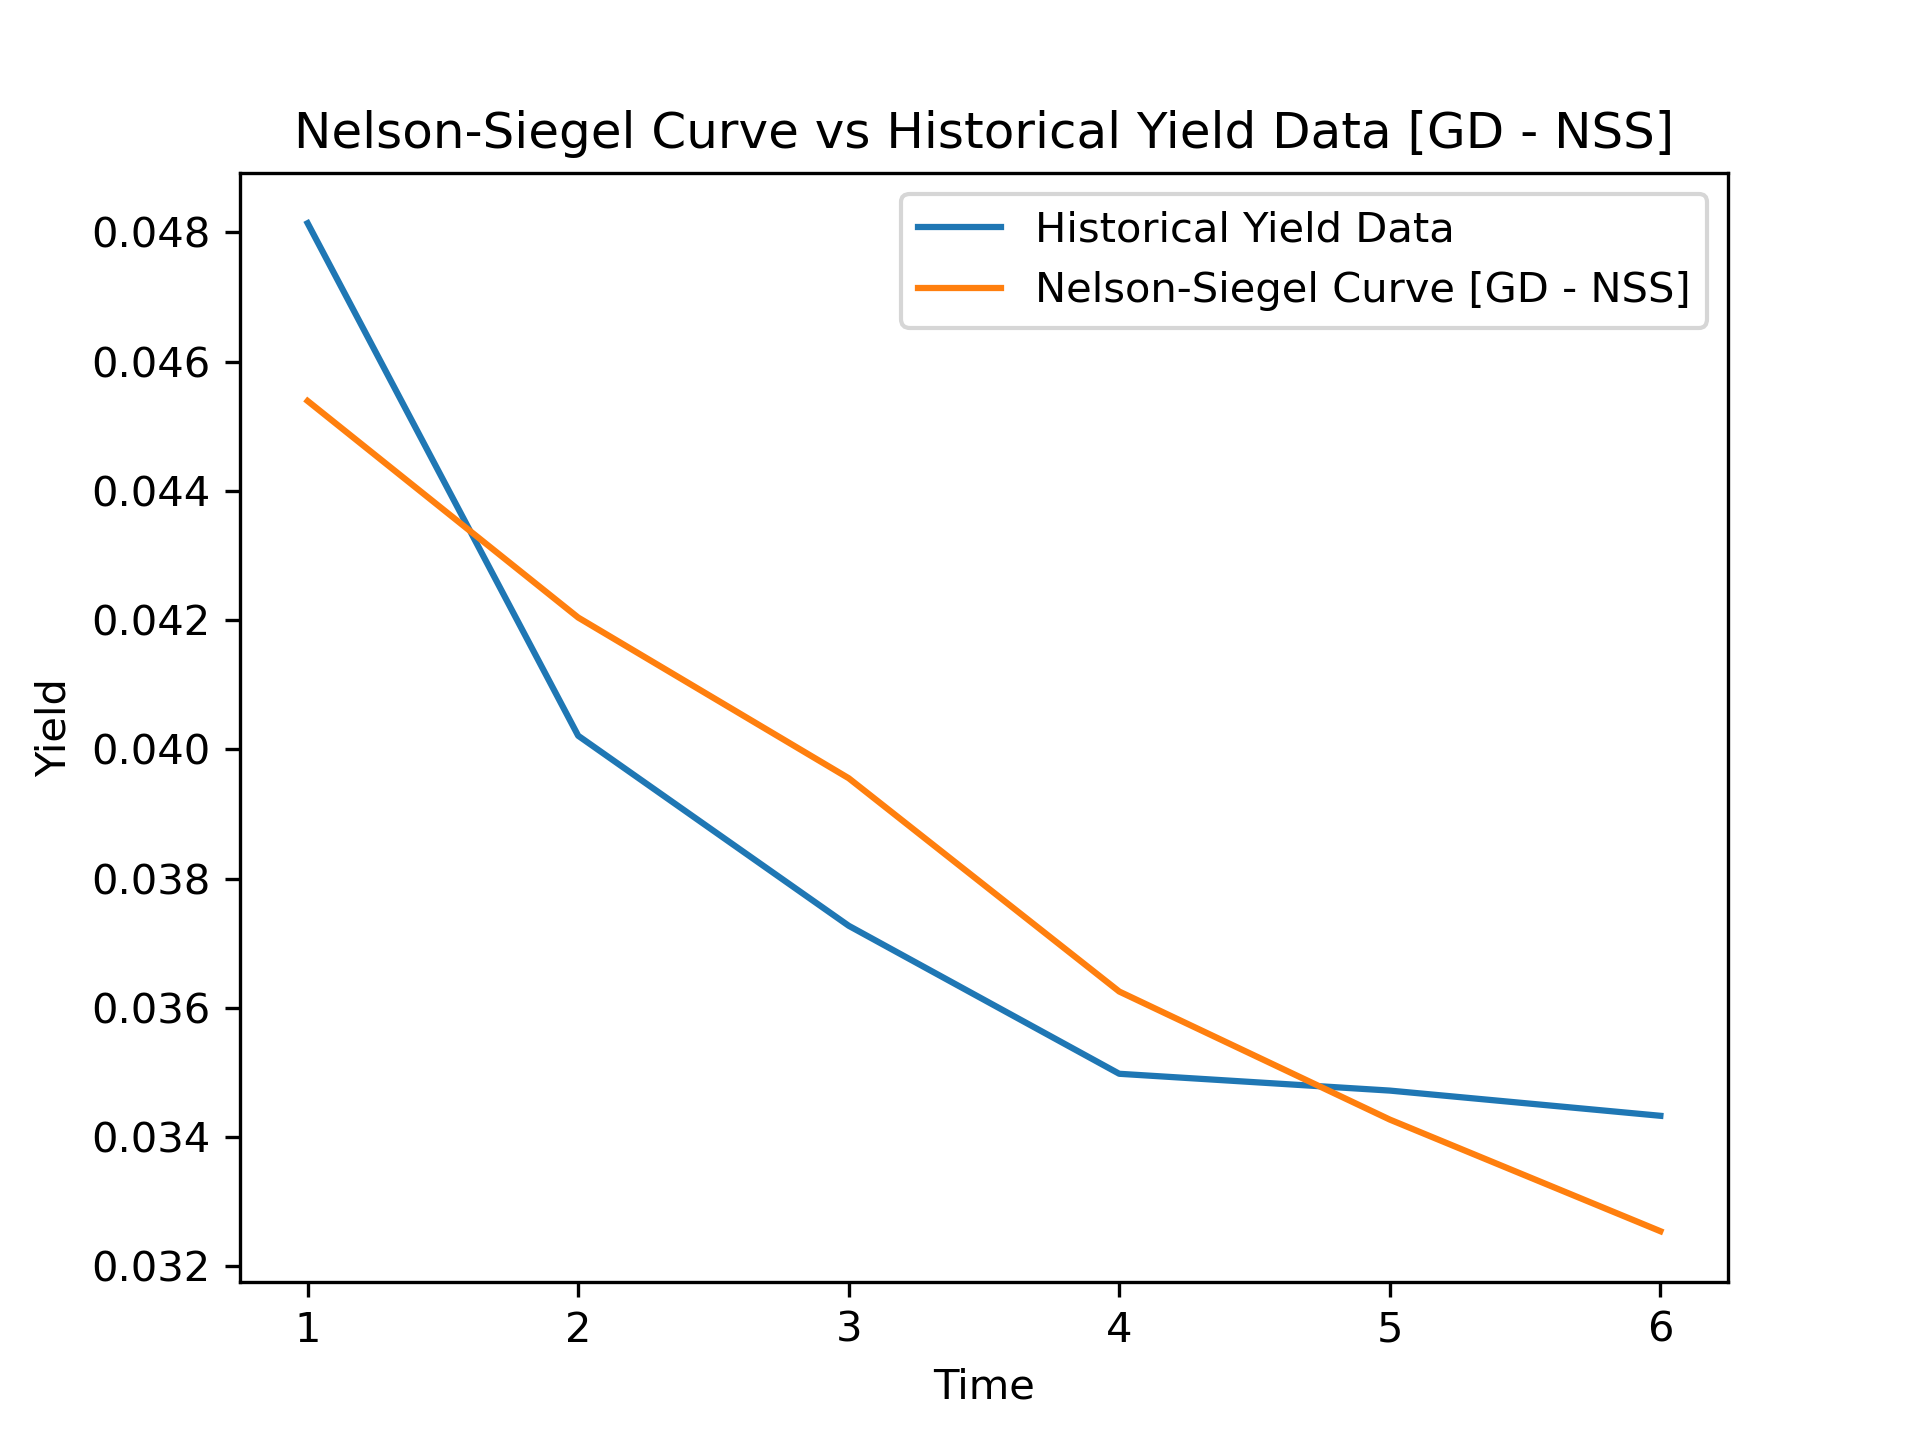 Nelson-Siegel Curve vs Historical Yield Data [GD - NSS]
Historical Yield Data
Nelson-Siegel Curve [GD - NSS]
0.048
0.046
0.044
0.042
0.040
0.038
0.036
0.034
0.032
Yield
1 2 3 4 5 6
Time